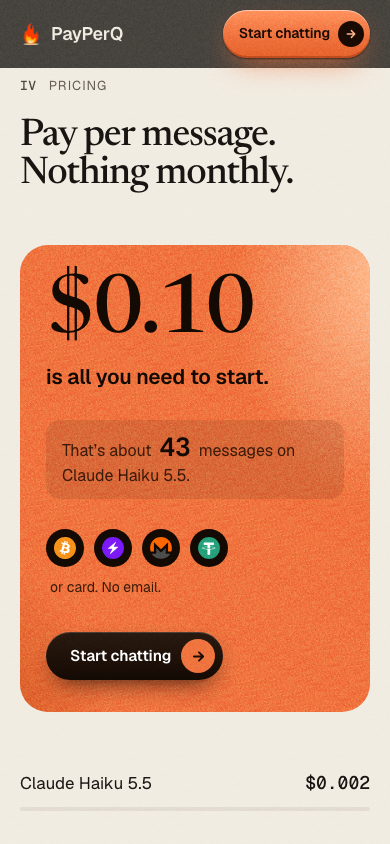 PayPerQ
Start chatting
IV PRICING
Pay per message.
Nothing monthly.
$0.10
is all you need to start.
That's about 43 messages on
Claude Haiku 5.5.
or card. No email.
Start chatting
Claude Haiku 5.5 $0.002